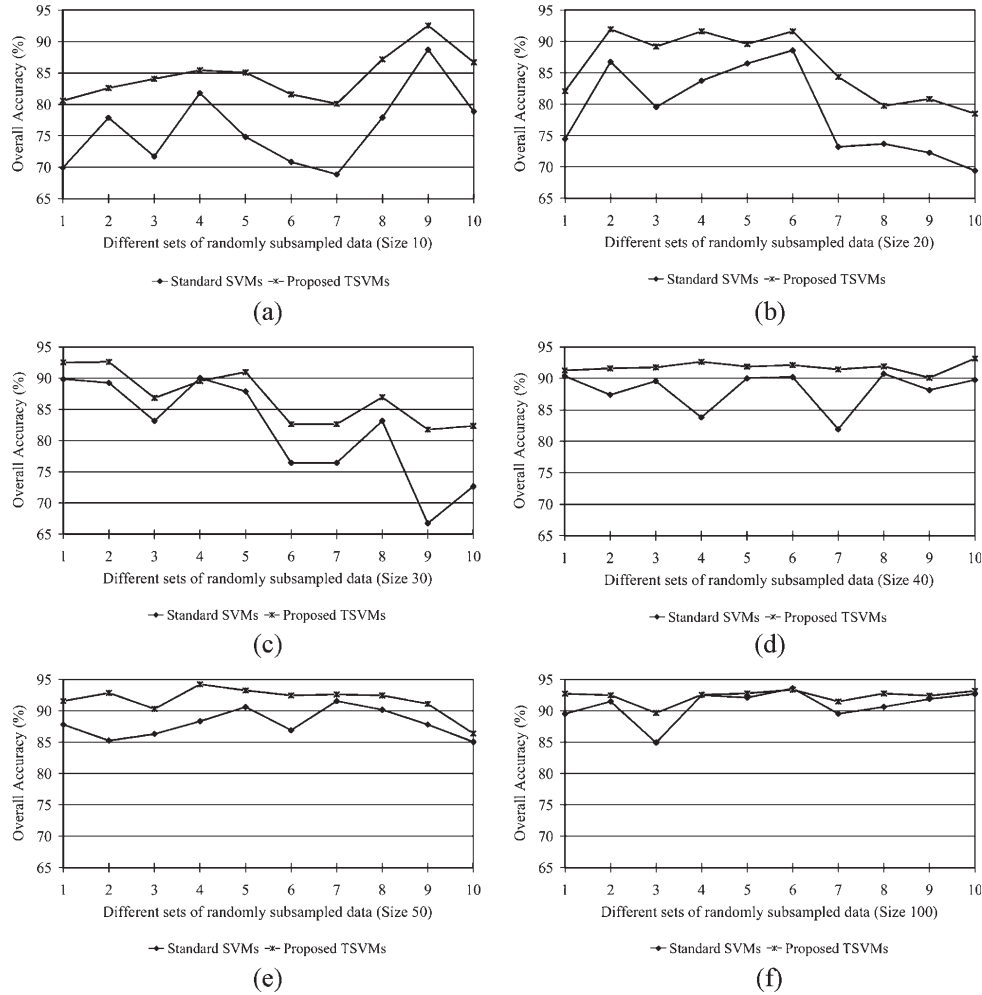 95
90
85
80
75
70
65
Overall Accuracy (%)
1 2 3 4 5 6 7 8 9 10
Different sets of randomly subsampled data (Size 10)
Standard SVMs Proposed TSVMs
(a)
95
90
85
80
75
70
65
Overall Accuracy (%)
1 2 3 4 5 6 7 8 9 10
Different sets of randomly subsampled data (Size 20)
Standard SVMs Proposed TSVMs
(b)
95
90
85
80
75
70
65
Overall Accuracy (%)
1 2 3 4 5 6 7 8 9 10
Different sets of randomly subsampled data (Size 30)
Standard SVMs Proposed TSVMs
(c)
95
90
85
80
75
70
65
Overall Accuracy (%)
1 2 3 4 5 6 7 8 9 10
Different sets of randomly subsampled data (Size 40)
Standard SVMs Proposed TSVMs
(d)
95
90
85
80
75
70
65
Overall Accuracy (%)
1 2 3 4 5 6 7 8 9 10
Different sets of randomly subsampled data (Size 50)
Standard SVMs Proposed TSVMs
(e)
95
90
85
80
75
70
65
Overall Accuracy (%)
1 2 3 4 5 6 7 8 9 10
Different sets of randomly subsampled data (Size 100)
Standard SVMs Proposed TSVMs
(f)